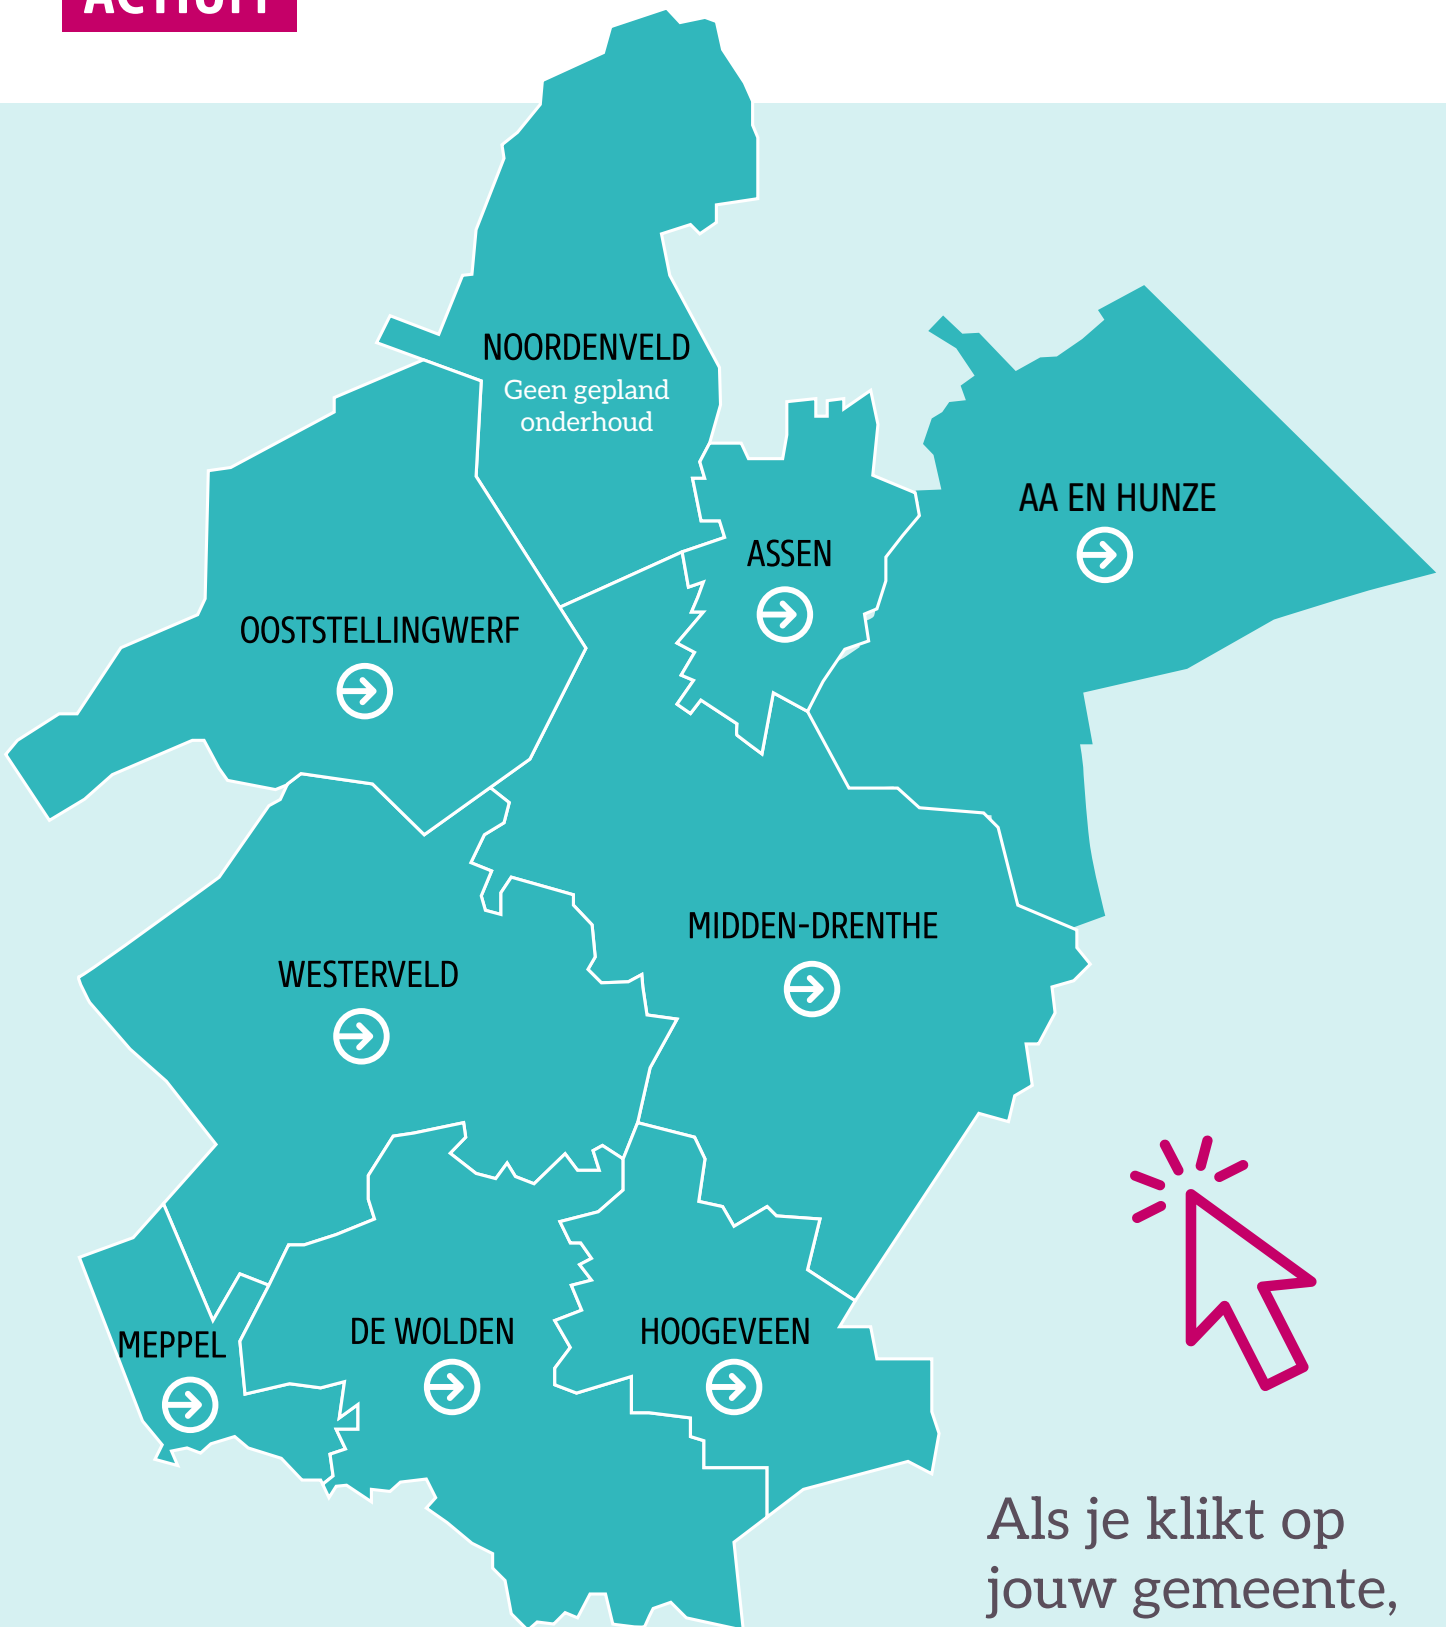 NOORDENVELD
Geen gepland
onderhoud
AA EN HUNZE
ASSEN
OOSTSTELLINGWERF
MIDDEN-DRENTHE
WESTERVELD
DE WOLDEN
HOOGEVEEN
MEPPEL
Als je klikt op
jouw gemeente,